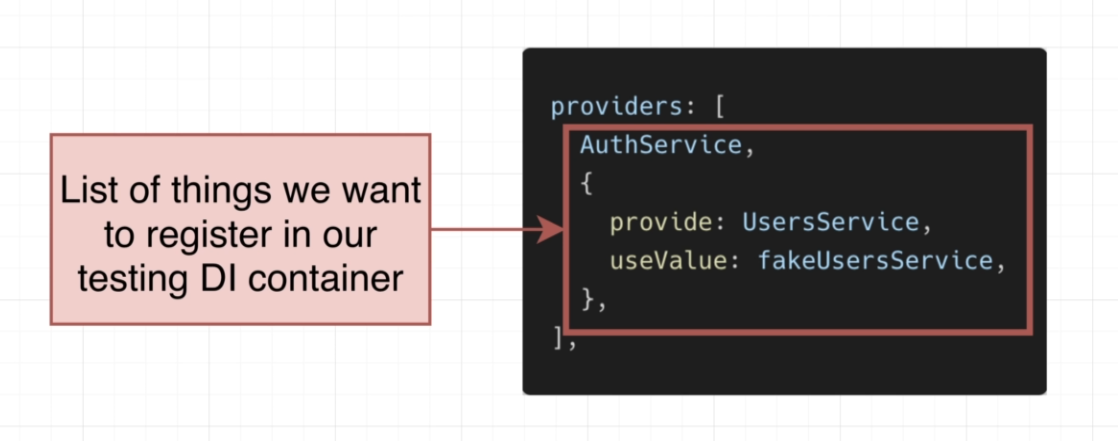 List of things we want
to register in our
testing DI container
providers: [
AuthService,
{
provide: UsersService,
useValue: fakeUsersService,
},
],